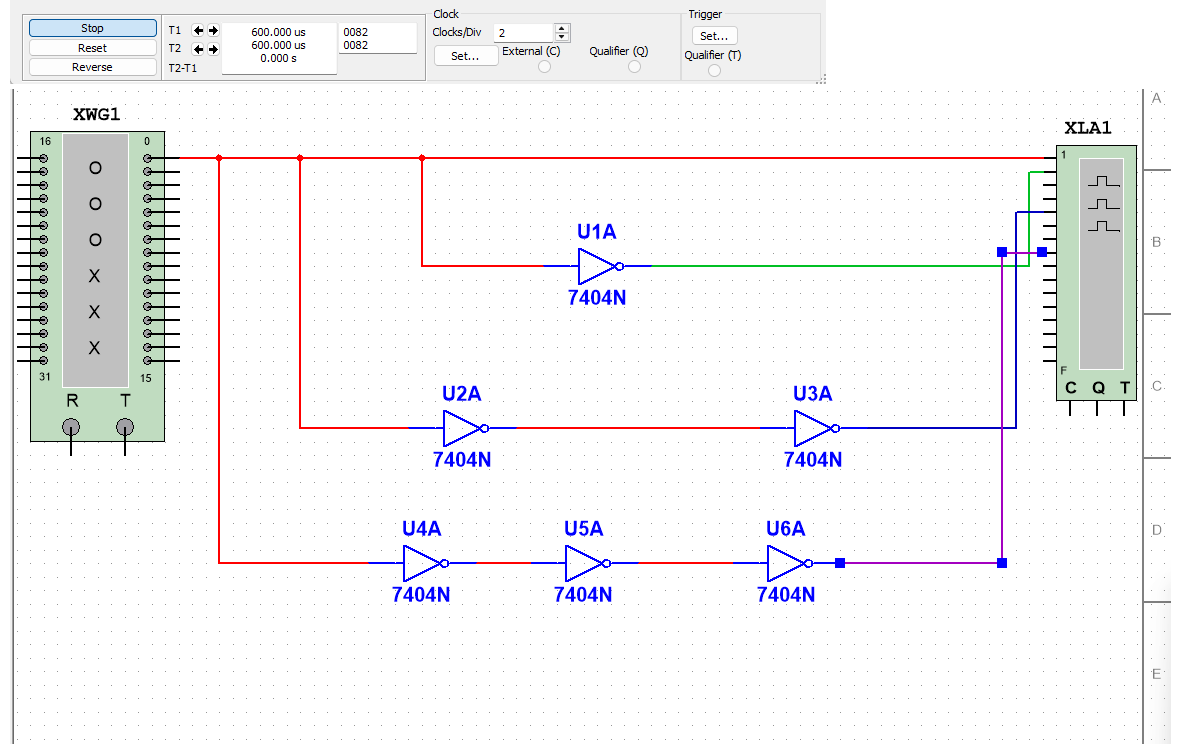 Stop
Reset
Reverse
T1
T2
T2-T1
600.000 us
600.000 us
0.000 s
0082
0082
Clock
Clocks/Div
2
Set...
External (C)
Qualifier (Q)
Trigger
Set...
Qualifier (T)
XWG1
16
0
O
O
O
X
X
X
31
15
R
T
U1A
7404N
U2A
7404N
U3A
7404N
U4A
7404N
U5A
7404N
U6A
7404N
XLA1
1
F
C Q T
A
B
C
D
E